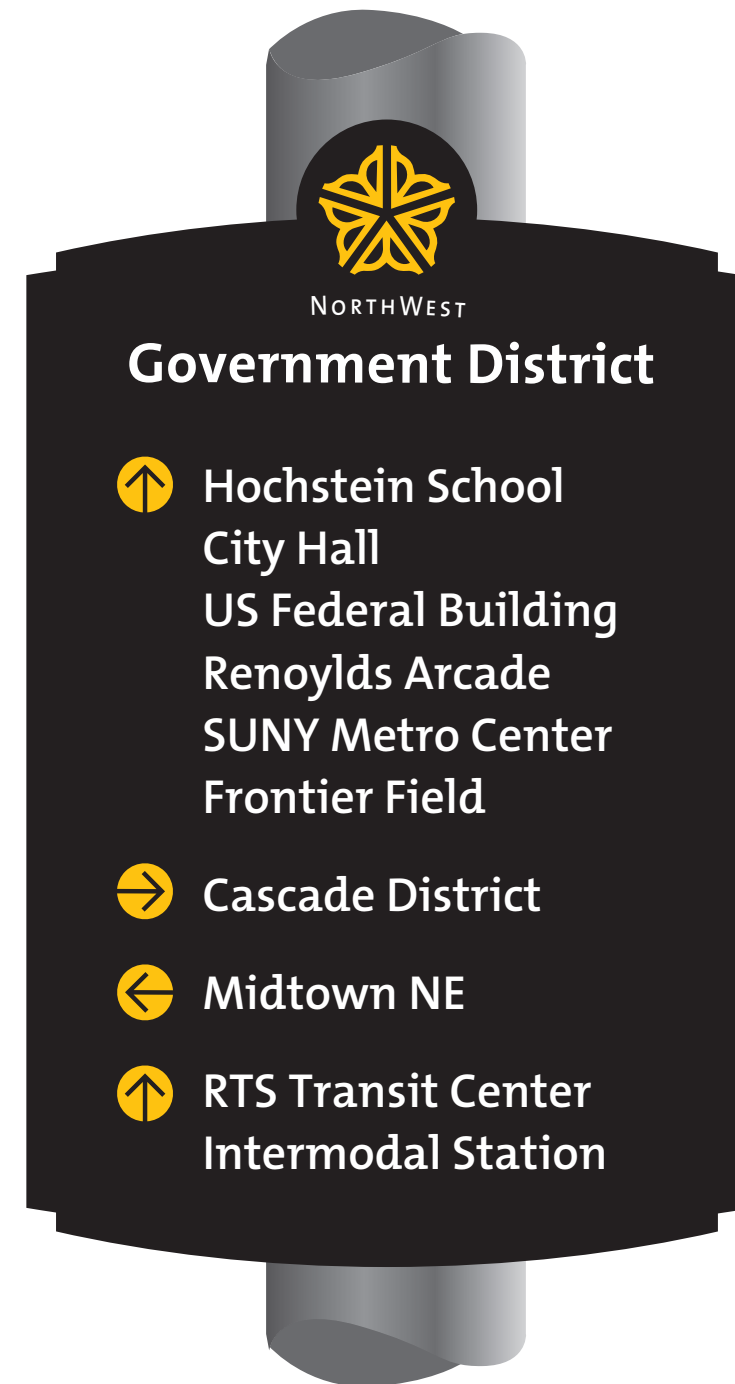 NORTHWEST
Government District
Hochstein School
City Hall
US Federal Building
Renoylds Arcade
SUNY Metro Center
Frontier Field
Cascade District
Midtown NE
RTS Transit Center
Intermodal Station